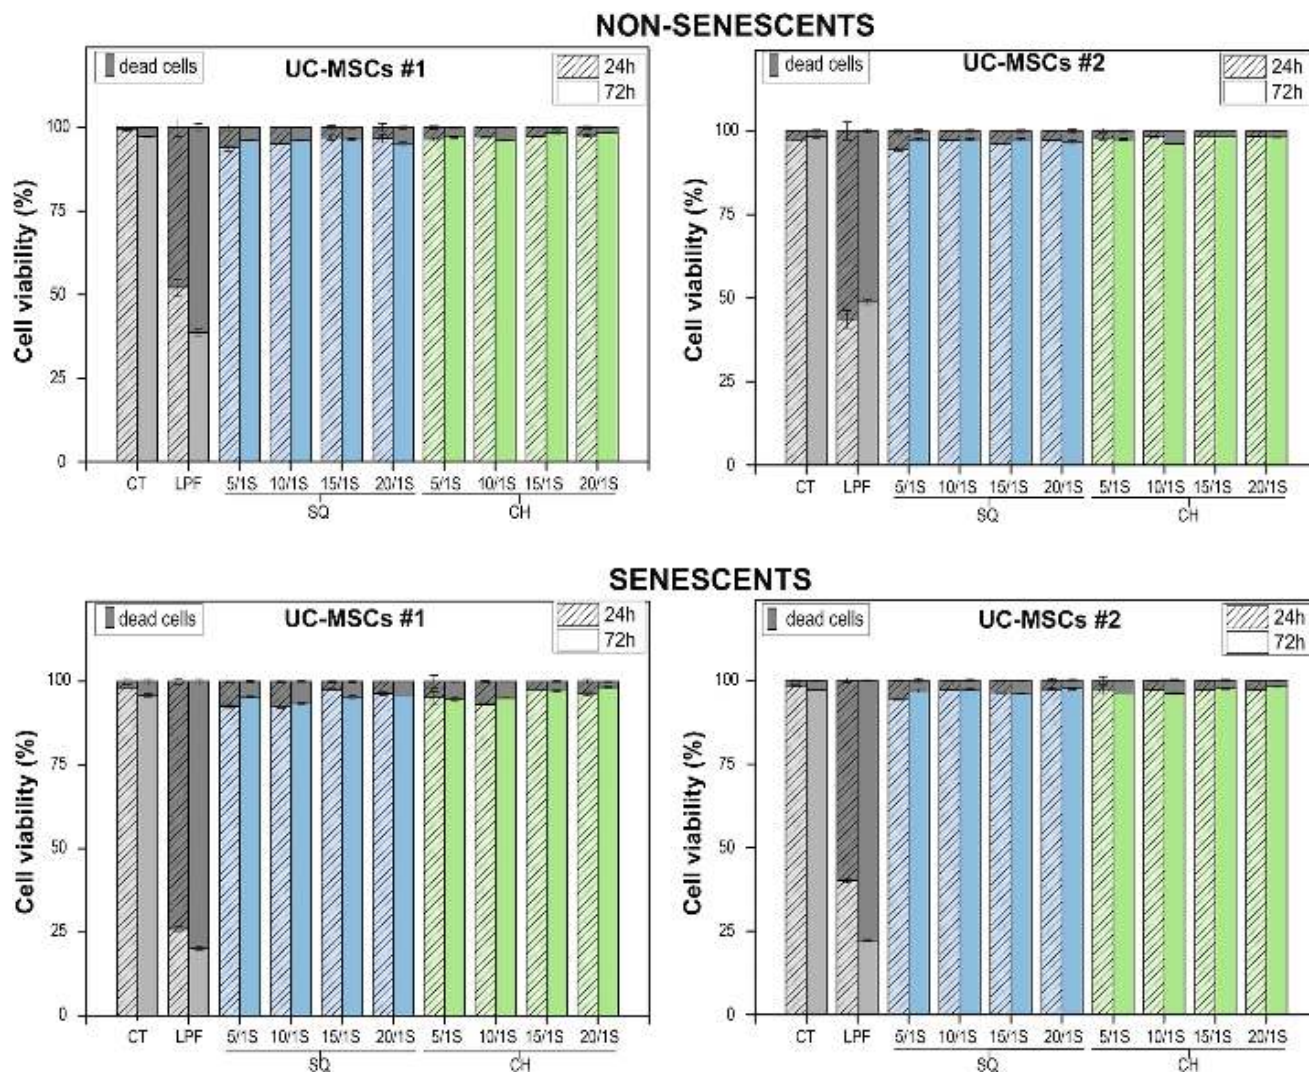 NON-SENESCENTS
dead cells
UC-MSCs #1
24h
72h
Cell viability (%)
100
75
50
25
0
CT LPF 5/1S 10/1S 15/1S 20/1S 5/1S 10/1S 15/1S 20/1S
SQ CH
dead cells
UC-MSCs #2
24h
72h
Cell viability (%)
100
75
50
25
0
CT LPF 5/1S 10/1S 15/1S 20/1S 5/1S 10/1S 15/1S 20/1S
SQ CH
SENESCENTS
dead cells
UC-MSCs #1
24h
72h
Cell viability (%)
100
75
50
25
0
CT LPF 5/1S 10/1S 15/1S 20/1S 5/1S 10/1S 15/1S 20/1S
SQ CH
dead cells
UC-MSCs #2
24h
72h
Cell viability (%)
100
75
50
25
0
CT LPF 5/1S 10/1S 15/1S 20/1S 5/1S 10/1S 15/1S 20/1S
SQ CH